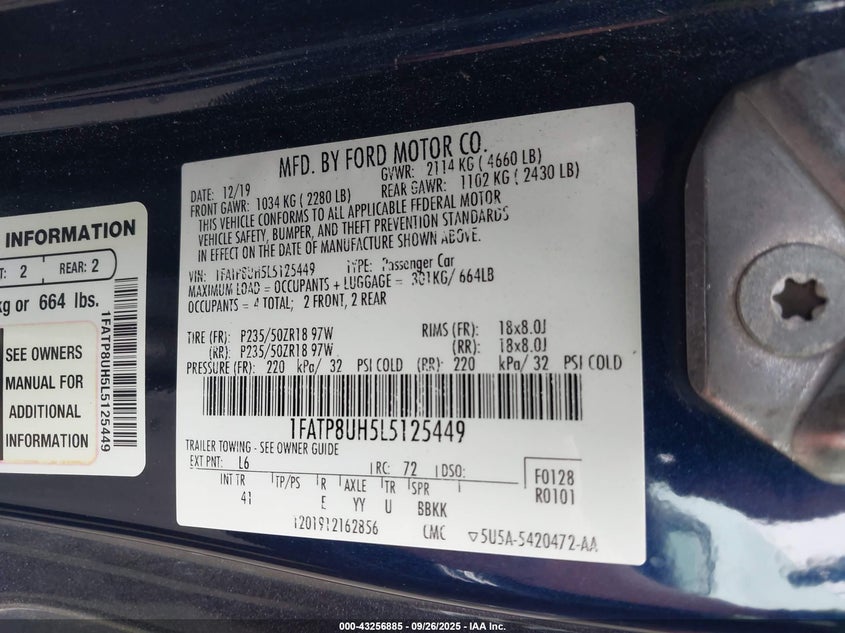 INFORMATION
T: 2 REAR: 2
kg or 664 lbs.
SEE OWNERS
MANUAL FOR
ADDITIONAL
INFORMATION
1FATP8UH5L5125449
MFD. BY FORD MOTOR CO.
DATE: 12/19 GVWR: 2114 KG ( 4660 LB)
FRONT GAWR: 1034 KG ( 2280 LB) REAR GAWR: 1102 KG ( 2430 LB)
THIS VEHICLE CONFORMS TO ALL APPLICABLE FEDERAL MOTOR
VEHICLE SAFETY, BUMPER, AND THEFT PREVENTION STANDARDS
IN EFFECT ON THE DATE OF MANUFACTURE SHOWN ABOVE.
VIN: 1FATP8UH5L5125449 TYPE: Passenger Car
MAXIMUM LOAD = OCCUPANTS + LUGGAGE = 301KG/ 664LB
OCCUPANTS = 4 TOTAL; 2 FRONT, 2 REAR
TIRE (FR): P235/50ZR18 97W RIMS (FR): 18x8.0J
(RR): P235/50ZR18 97W (RR): 18x8.0J
PRESSURE (FR): 220 kPa/ 32 PSI COLD (RR): 220 kPa/ 32 PSI COLD
1FATP8UH5L5125449
TRAILER TOWING - SEE OWNER GUIDE
EXT PNT: L6 RC: 72 DSO: F0128
INT TR TP/PS R AXLE TR SPR R0101
41 E YY U BBKK
1201912162856 CMC ▽5U5A-5420472-AA
000-43256885 - 09/26/2025 - IAA Inc.